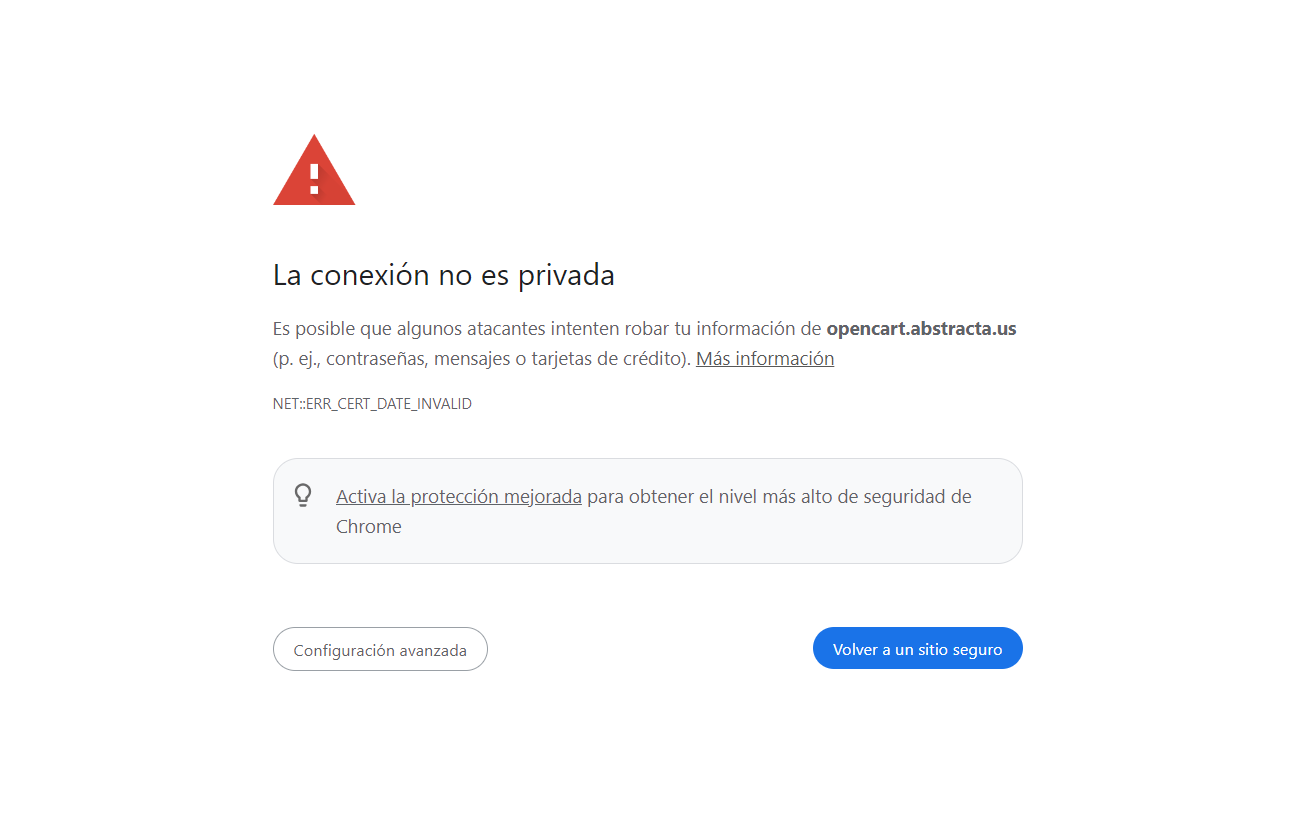 La conexión no es privada
Es posible que algunos atacantes intenten robar tu información de opencart.abstracta.us
(p. ej., contraseñas, mensajes o tarjetas de crédito). Más información
NET::ERR_CERT_DATE_INVALID
Activa la protección mejorada para obtener el nivel más alto de seguridad de
Chrome
Configuración avanzada
Volver a un sitio seguro